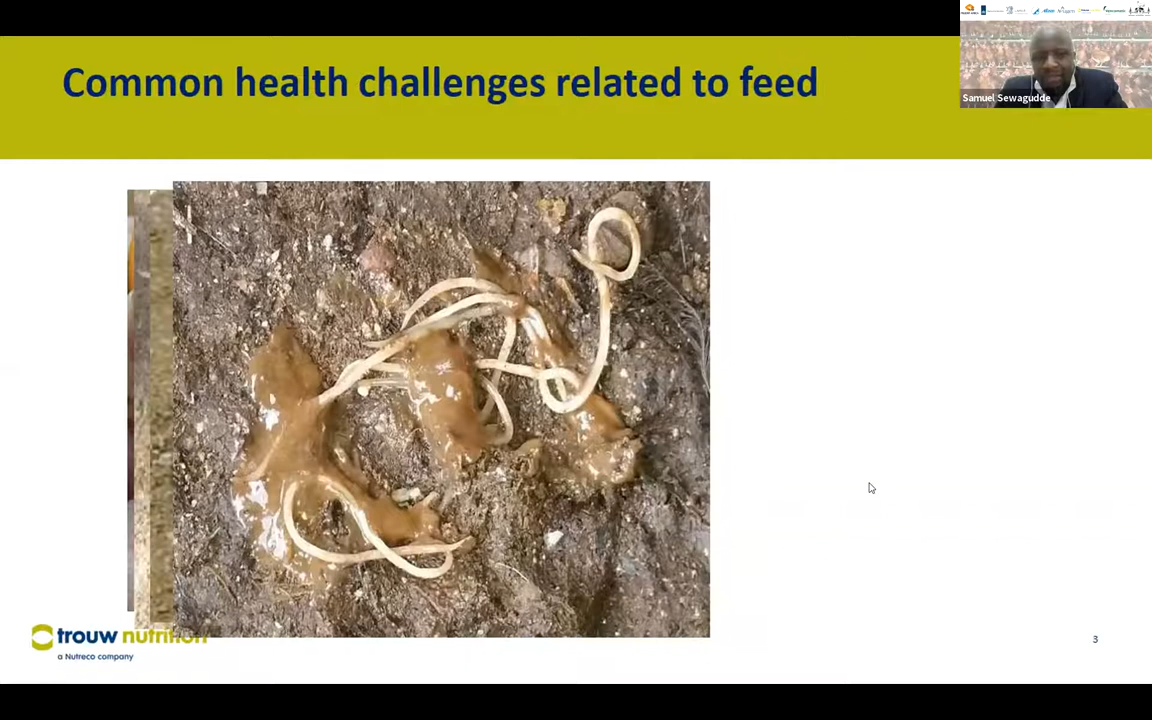 Common health challenges related to feed
Samuel Sewagudde
trouw nutrition
a Nutreco company
3